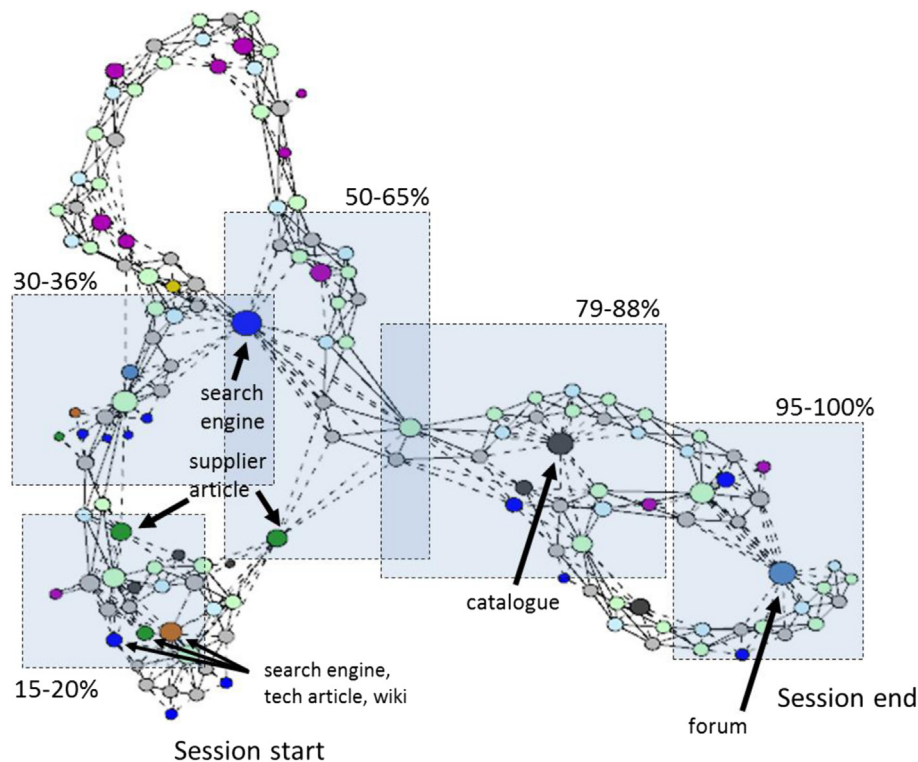 50-65%
30-36%
79-88%
search
engine
95-100%
supplier
article
catalogue
search engine,
tech article, wiki
15-20%
Session end
forum
Session start